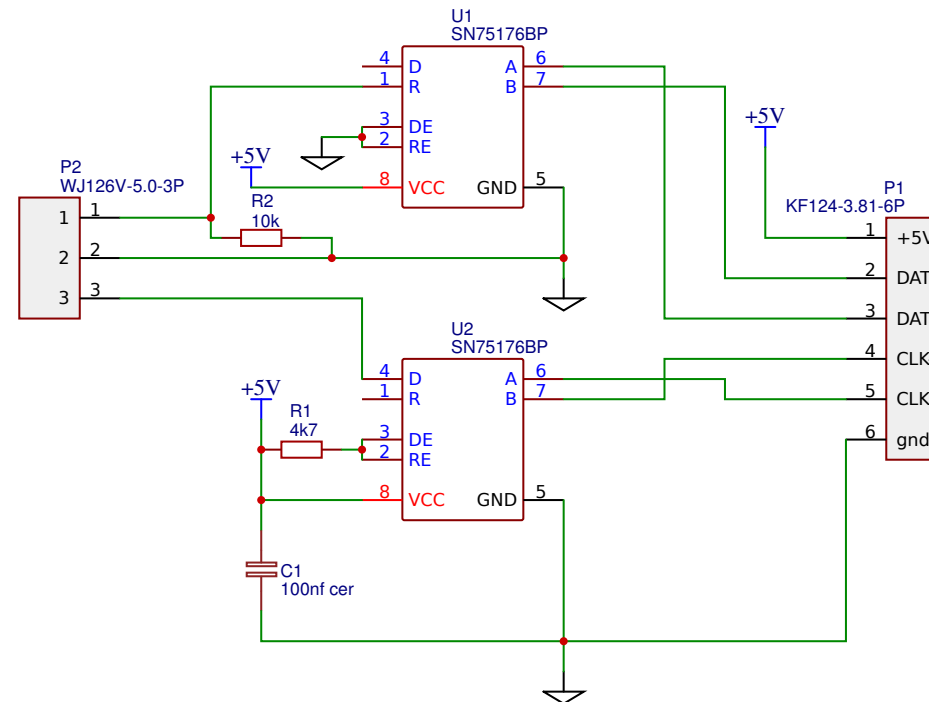 U1
SN75176BP
4 D A 6
1 R B 7
3 DE
2 RE
8 VCC GND 5
+5V
P2
WJ126V-5.0-3P
1 1
2 2
3 3
R2
10k
+5V
P1
KF124-3.81-6P
1 +5V
2 DAT
3 DAT
4 CLK
5 CLK
6 gnd
U2
SN75176BP
4 D A 6
1 R B 7
3 DE
2 RE
8 VCC GND 5
+5V
R1
4k7
C1
100nf cer